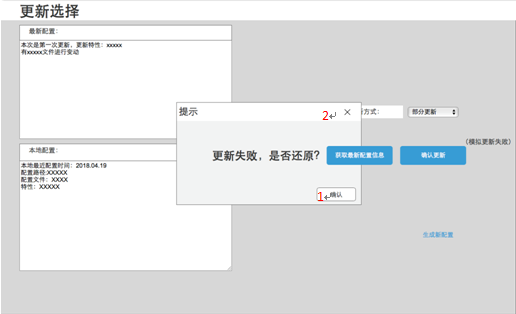 更新选择
最新配置：
本次是第一次更新，更新特性：xxxxx
有xxxxx文件进行变动
提示
2
方式：
部分更新
（模拟更新失败）
更新失败，是否还原？
获取最新配置信息
确认更新
本地配置：
本地最近配置时间：2018.04.19
配置路径:XXXXX
配置文件：XXXX
特性：XXXXX
1
确认
生成新配置